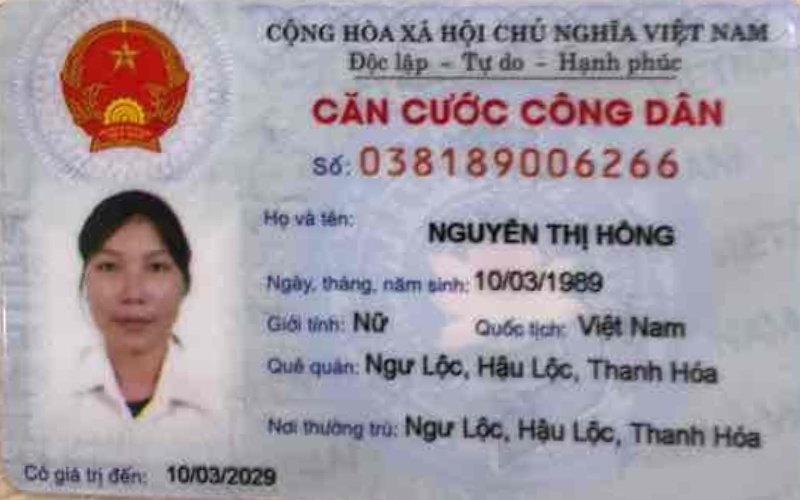 CỘNG HÒA XÃ HỘI CHỦ NGHĨA VIỆT NAM
Độc lập - Tự do - Hạnh phúc
CĂN CƯỚC CÔNG DÂN
Số: 038189006266
Họ và tên: NGUYỄN THỊ HỒNG
Ngày, tháng, năm sinh: 10/03/1989
Giới tính: Nữ Quốc tịch: Việt Nam
Quê quán: Ngư Lộc, Hậu Lộc, Thanh Hóa
Nơi thường trú: Ngư Lộc, Hậu Lộc, Thanh Hóa
Có giá trị đến: 10/03/2029